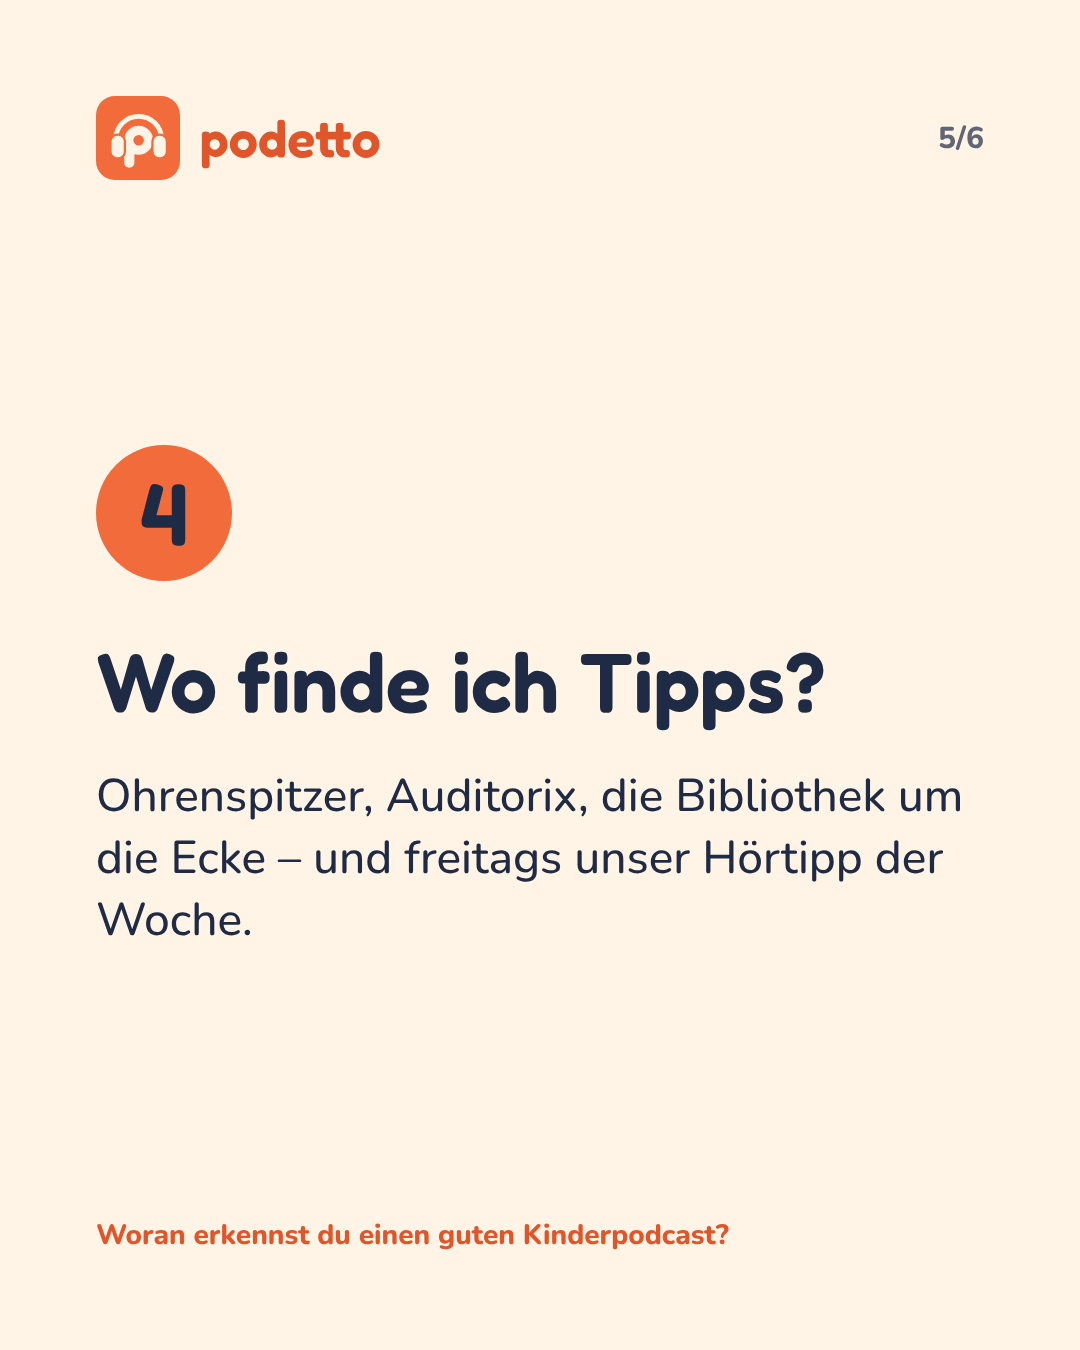 podetto
5/6
4
Wo finde ich Tipps?
Ohrenspitzer, Auditorix, die Bibliothek um
die Ecke – und freitags unser Hörtipp der
Woche.
Woran erkennst du einen guten Kinderpodcast?